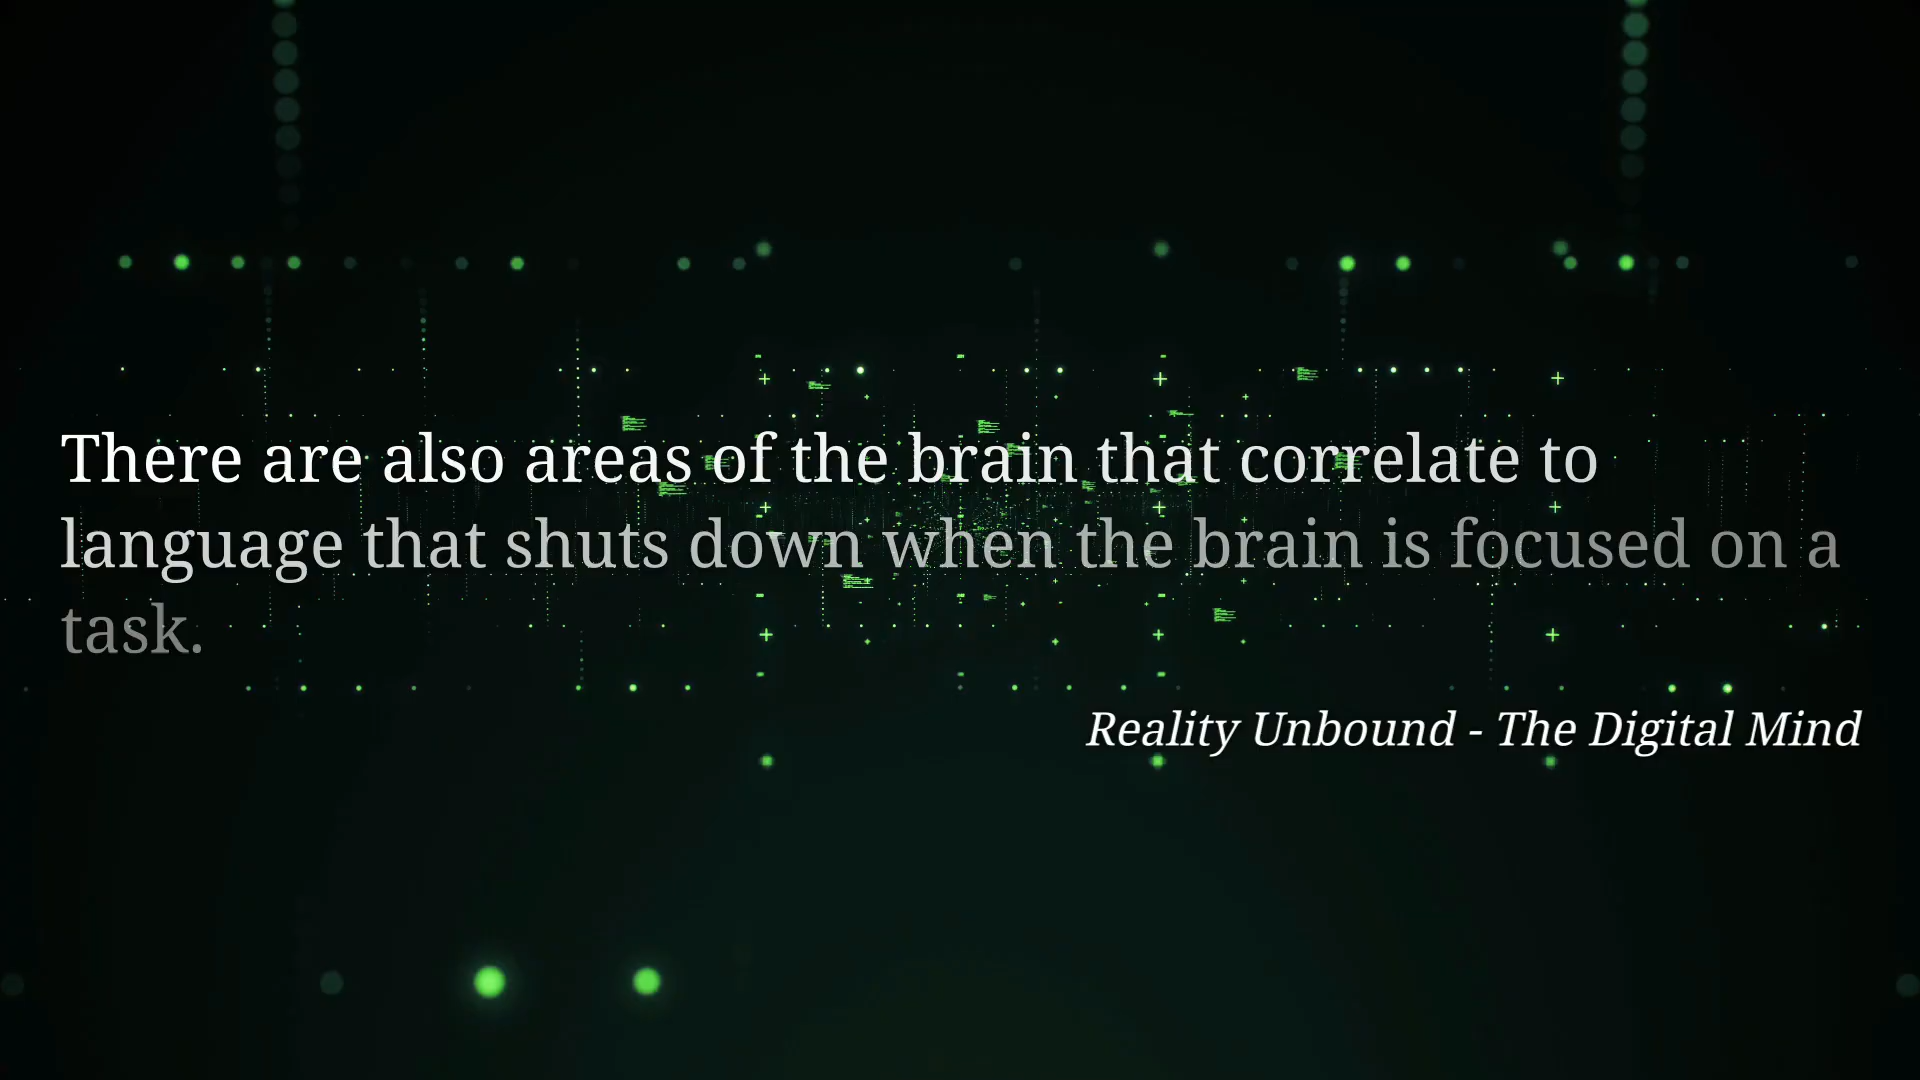 There are also areas of the brain that correlate to
language that shuts down when the brain is focused on a
task.
Reality Unbound - The Digital Mind